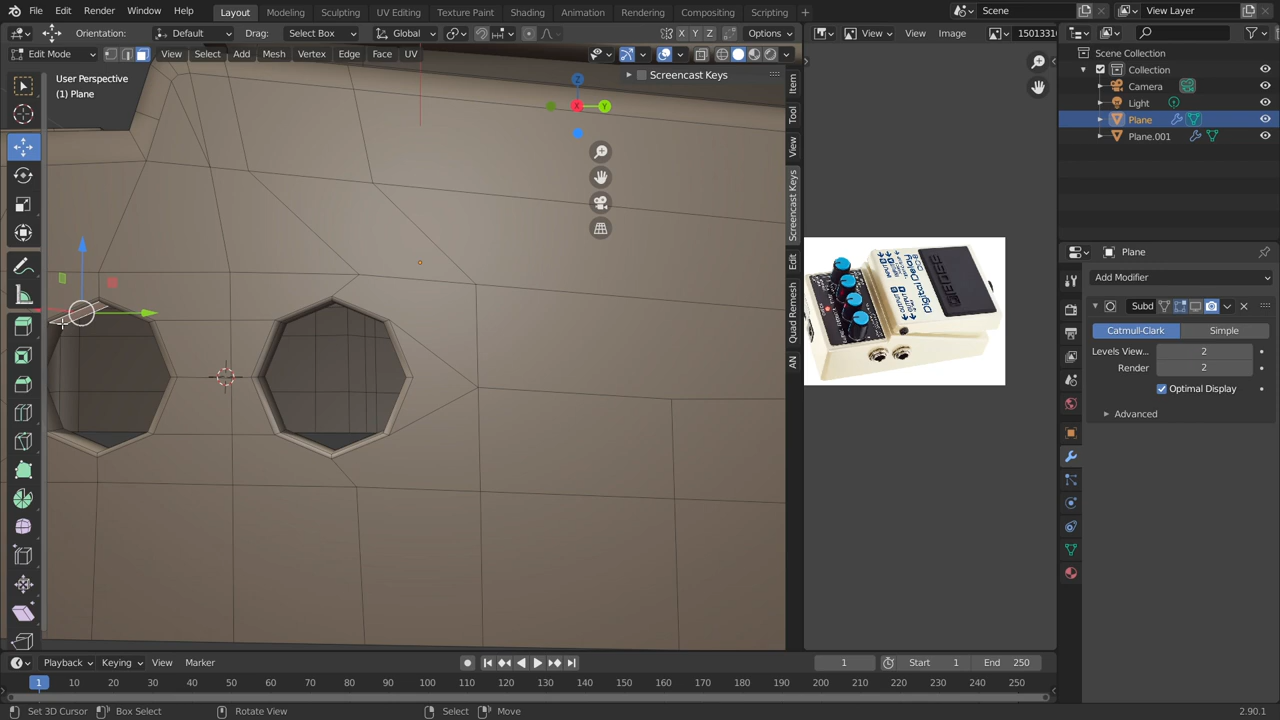 File Edit Render Window Help Layout Modeling Sculpting UV Editing Texture Paint Shading Animation Rendering Compositing Scripting + Scene View Layer
Orientation: Default Drag: Select Box Global X Y Z Options View Image 1501331
Edit Mode View Select Add Mesh Vertex Edge Face UV
User Perspective
(1) Plane
Screencast Keys
Z
X Y
Item
Tool
View
Screencast Keys
Edit
Quad Remesh
AN
Digital Delay
Scene Collection
Collection
Camera
Light
Plane
Plane.001
Plane
Add Modifier
Subd
Catmull-Clark Simple
Levels View... 2
Render 2
Optimal Display
Advanced
Playback Keying View Marker 1 Start 1 End 250
1 10 20 30 40 50 60 70 80 90 100 110 120 130 140 150 160 170 180 190 200 210 220 230 240 250
Set 3D Cursor Box Select Rotate View Select Move 2.90.1